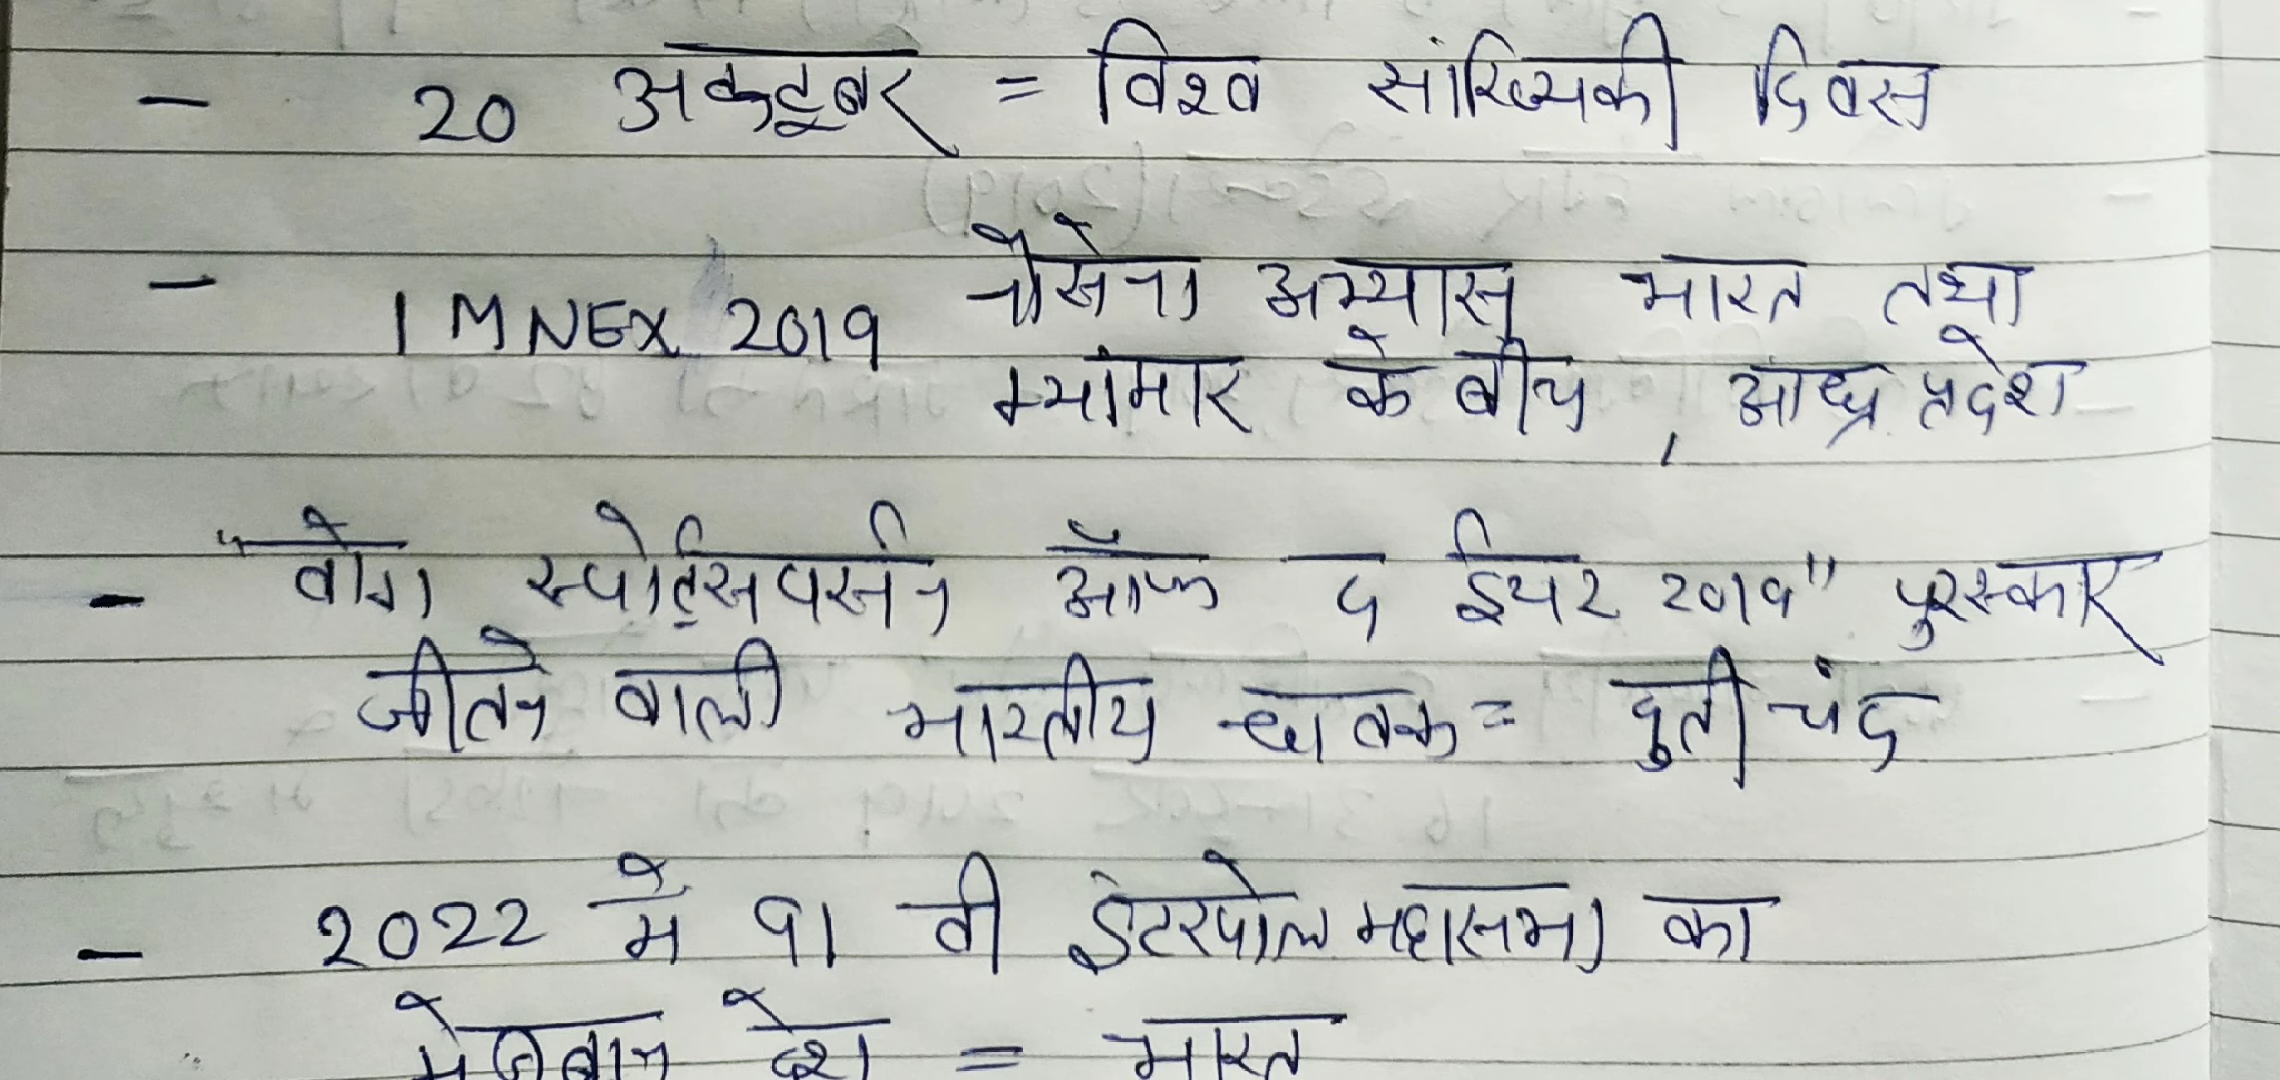 - 20 अक्टूबर = विश्व सांख्यिकी दिवस
- IMNEX 2019 नौसेना अभ्यास भारत तथा
म्यांमार के बीच , आंध्र प्रदेश
- "वोग स्पोर्ट्सपर्सन ऑफ द ईयर 2019" पुरस्कार
जीतने वाली भारतीय धावक = दुती चंद
- 2022 में 91 वी इंटरपोल महासभा का
मेजबान देश = भारत